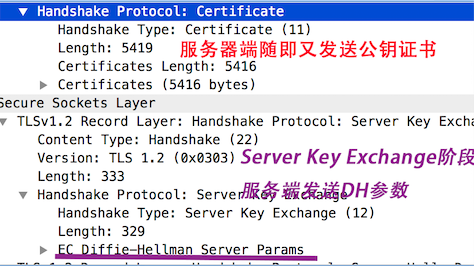 Handshake Protocol: Certificate
Handshake Type: Certificate (11)
Length: 5419
服务器端随即又发送公钥证书
Certificates Length: 5416
Certificates (5416 bytes)
Secure Sockets Layer
TLSv1.2 Record Layer: Handshake Protocol: Server Key Excha
Content Type: Handshake (22)
Version: TLS 1.2 (0x0303)
Server Key Exchange阶段
Length: 333
服务端发送DH参数
Handshake Protocol: Server Key Exchange
Handshake Type: Server Key Exchange (12)
Length: 329
EC Diffie-Hellman Server Params